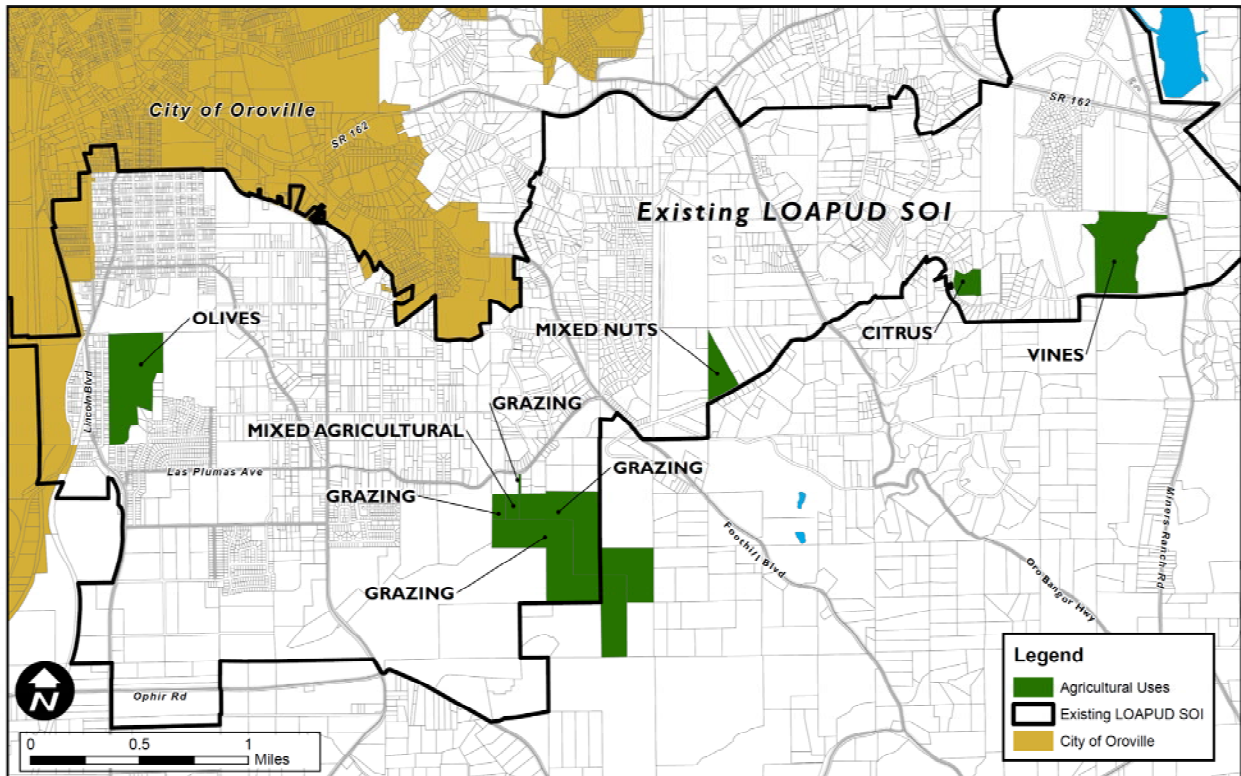 City of Oroville
SR 162
SR 162
Existing LOAPUD SOI
OLIVES
Lincoln Blvd
MIXED NUTS
CITRUS
VINES
GRAZING
MIXED AGRICULTURAL
GRAZING
Las Plumas Ave
GRAZING
GRAZING
Foothill Blvd
Oro Bangor Hwy
Miners Ranch Rd
Ophir Rd
N
0 0.5 1
Miles
Legend
Agricultural Uses
Existing LOAPUD SOI
City of Oroville